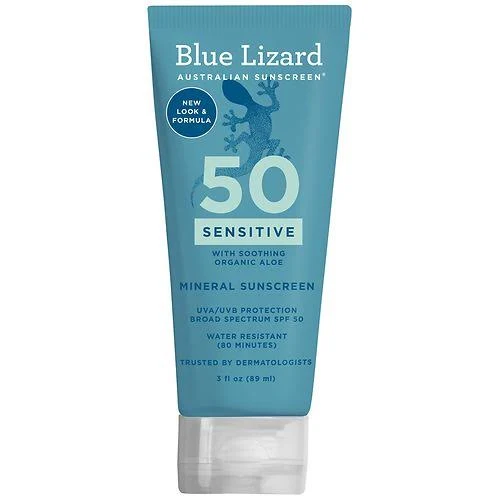 Blue Lizard
AUSTRALIAN SUNSCREEN®
NEW
LOOK &
FORMULA
50
SENSITIVE
WITH SOOTHING
ORGANIC ALOE
MINERAL SUNSCREEN
UVA/UVB PROTECTION
BROAD SPECTRUM SPF 50
WATER RESISTANT
(80 MINUTES)
TRUSTED BY DERMATOLOGISTS
3 fl oz (89 ml)